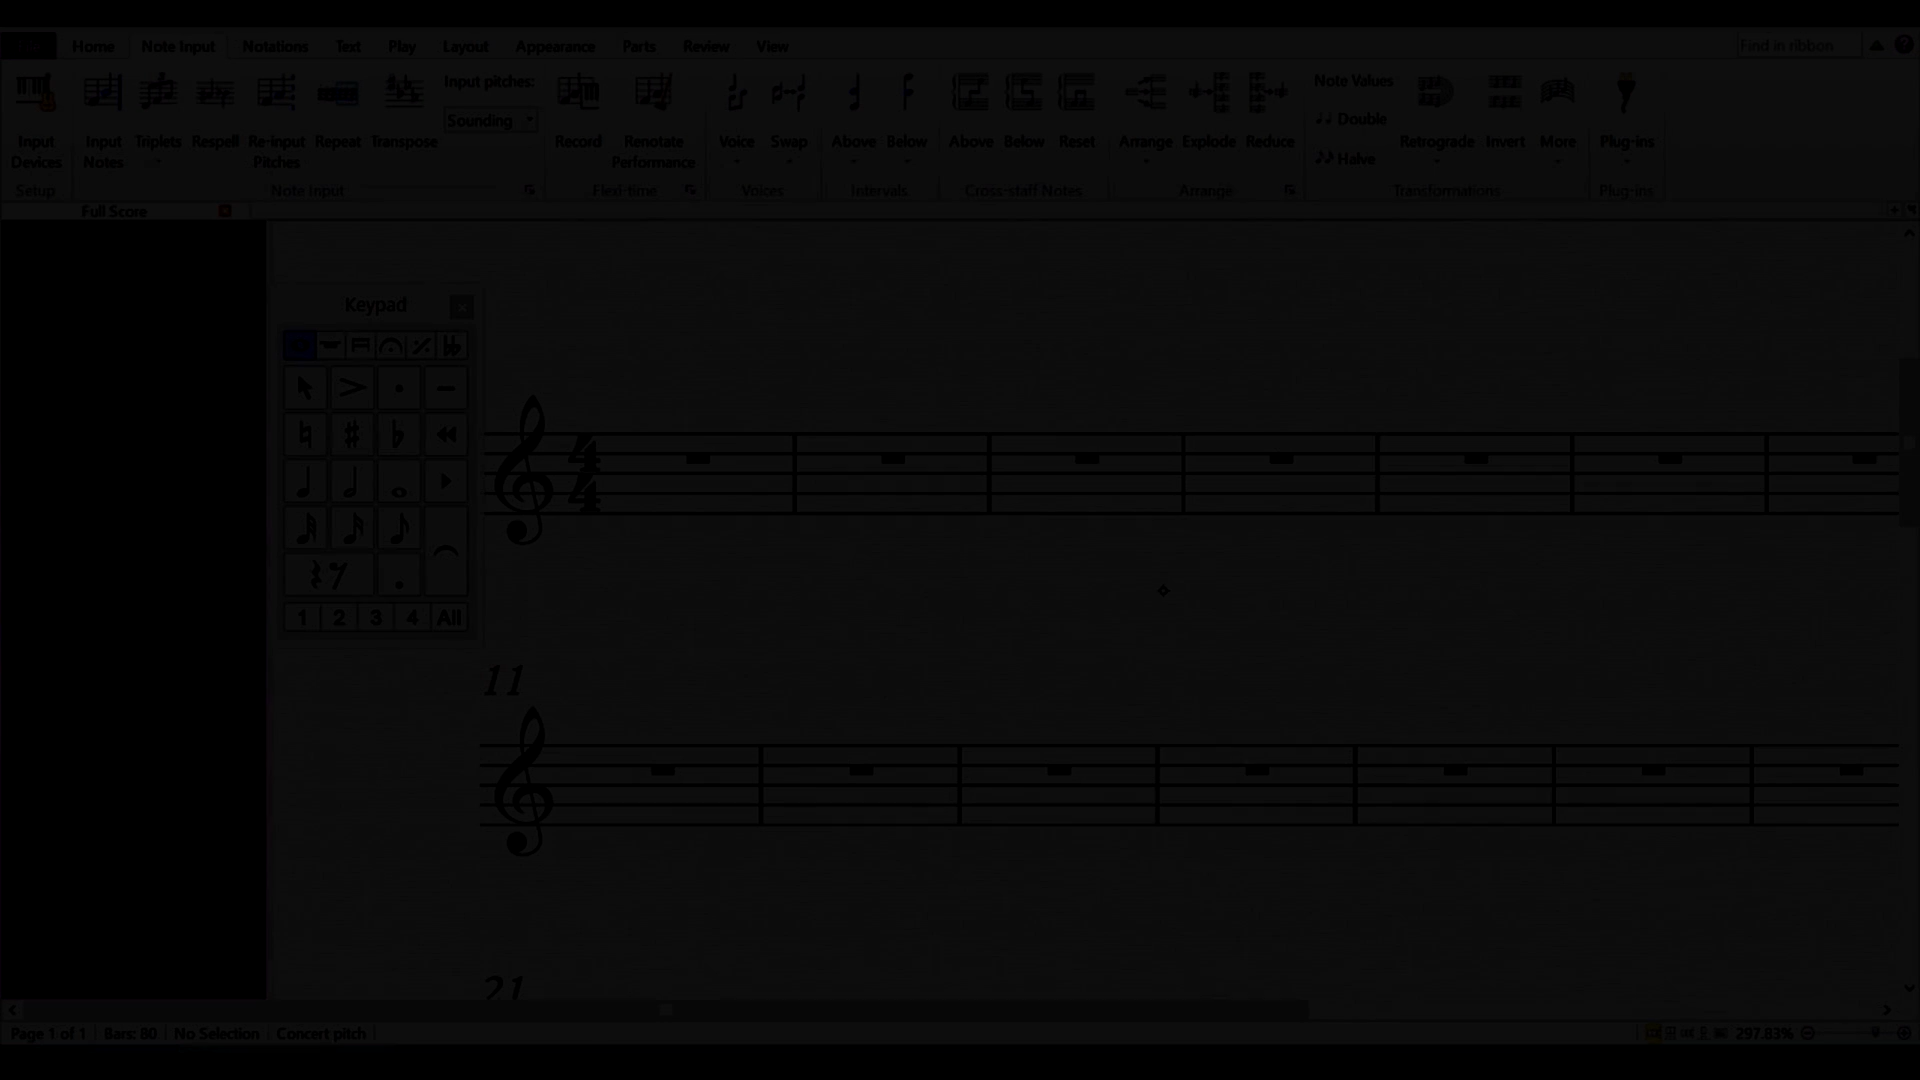 Home Note Input Notations Text Play Layout Appearance Parts Review View Find in ribbon
Input Devices
Input Notes
Triplets
Respell
Re-input Pitches
Repeat
Transpose
Input pitches:
Sounding
Record
Renotate Performance
Voice
Swap
Above
Below
Above
Below
Reset
Arrange
Explode
Reduce
Note Values
Double
Halve
Retrograde
Invert
More
Plug-ins
Setup Note Input Flexi-time Voices Intervals Cross-staff Notes Arrange Transformations Plug-ins
Full Score
Keypad
1 2 3 4 All
4
4
11
21
Page 1 of 1 Bars: 80 No Selection Concert pitch 297.83%